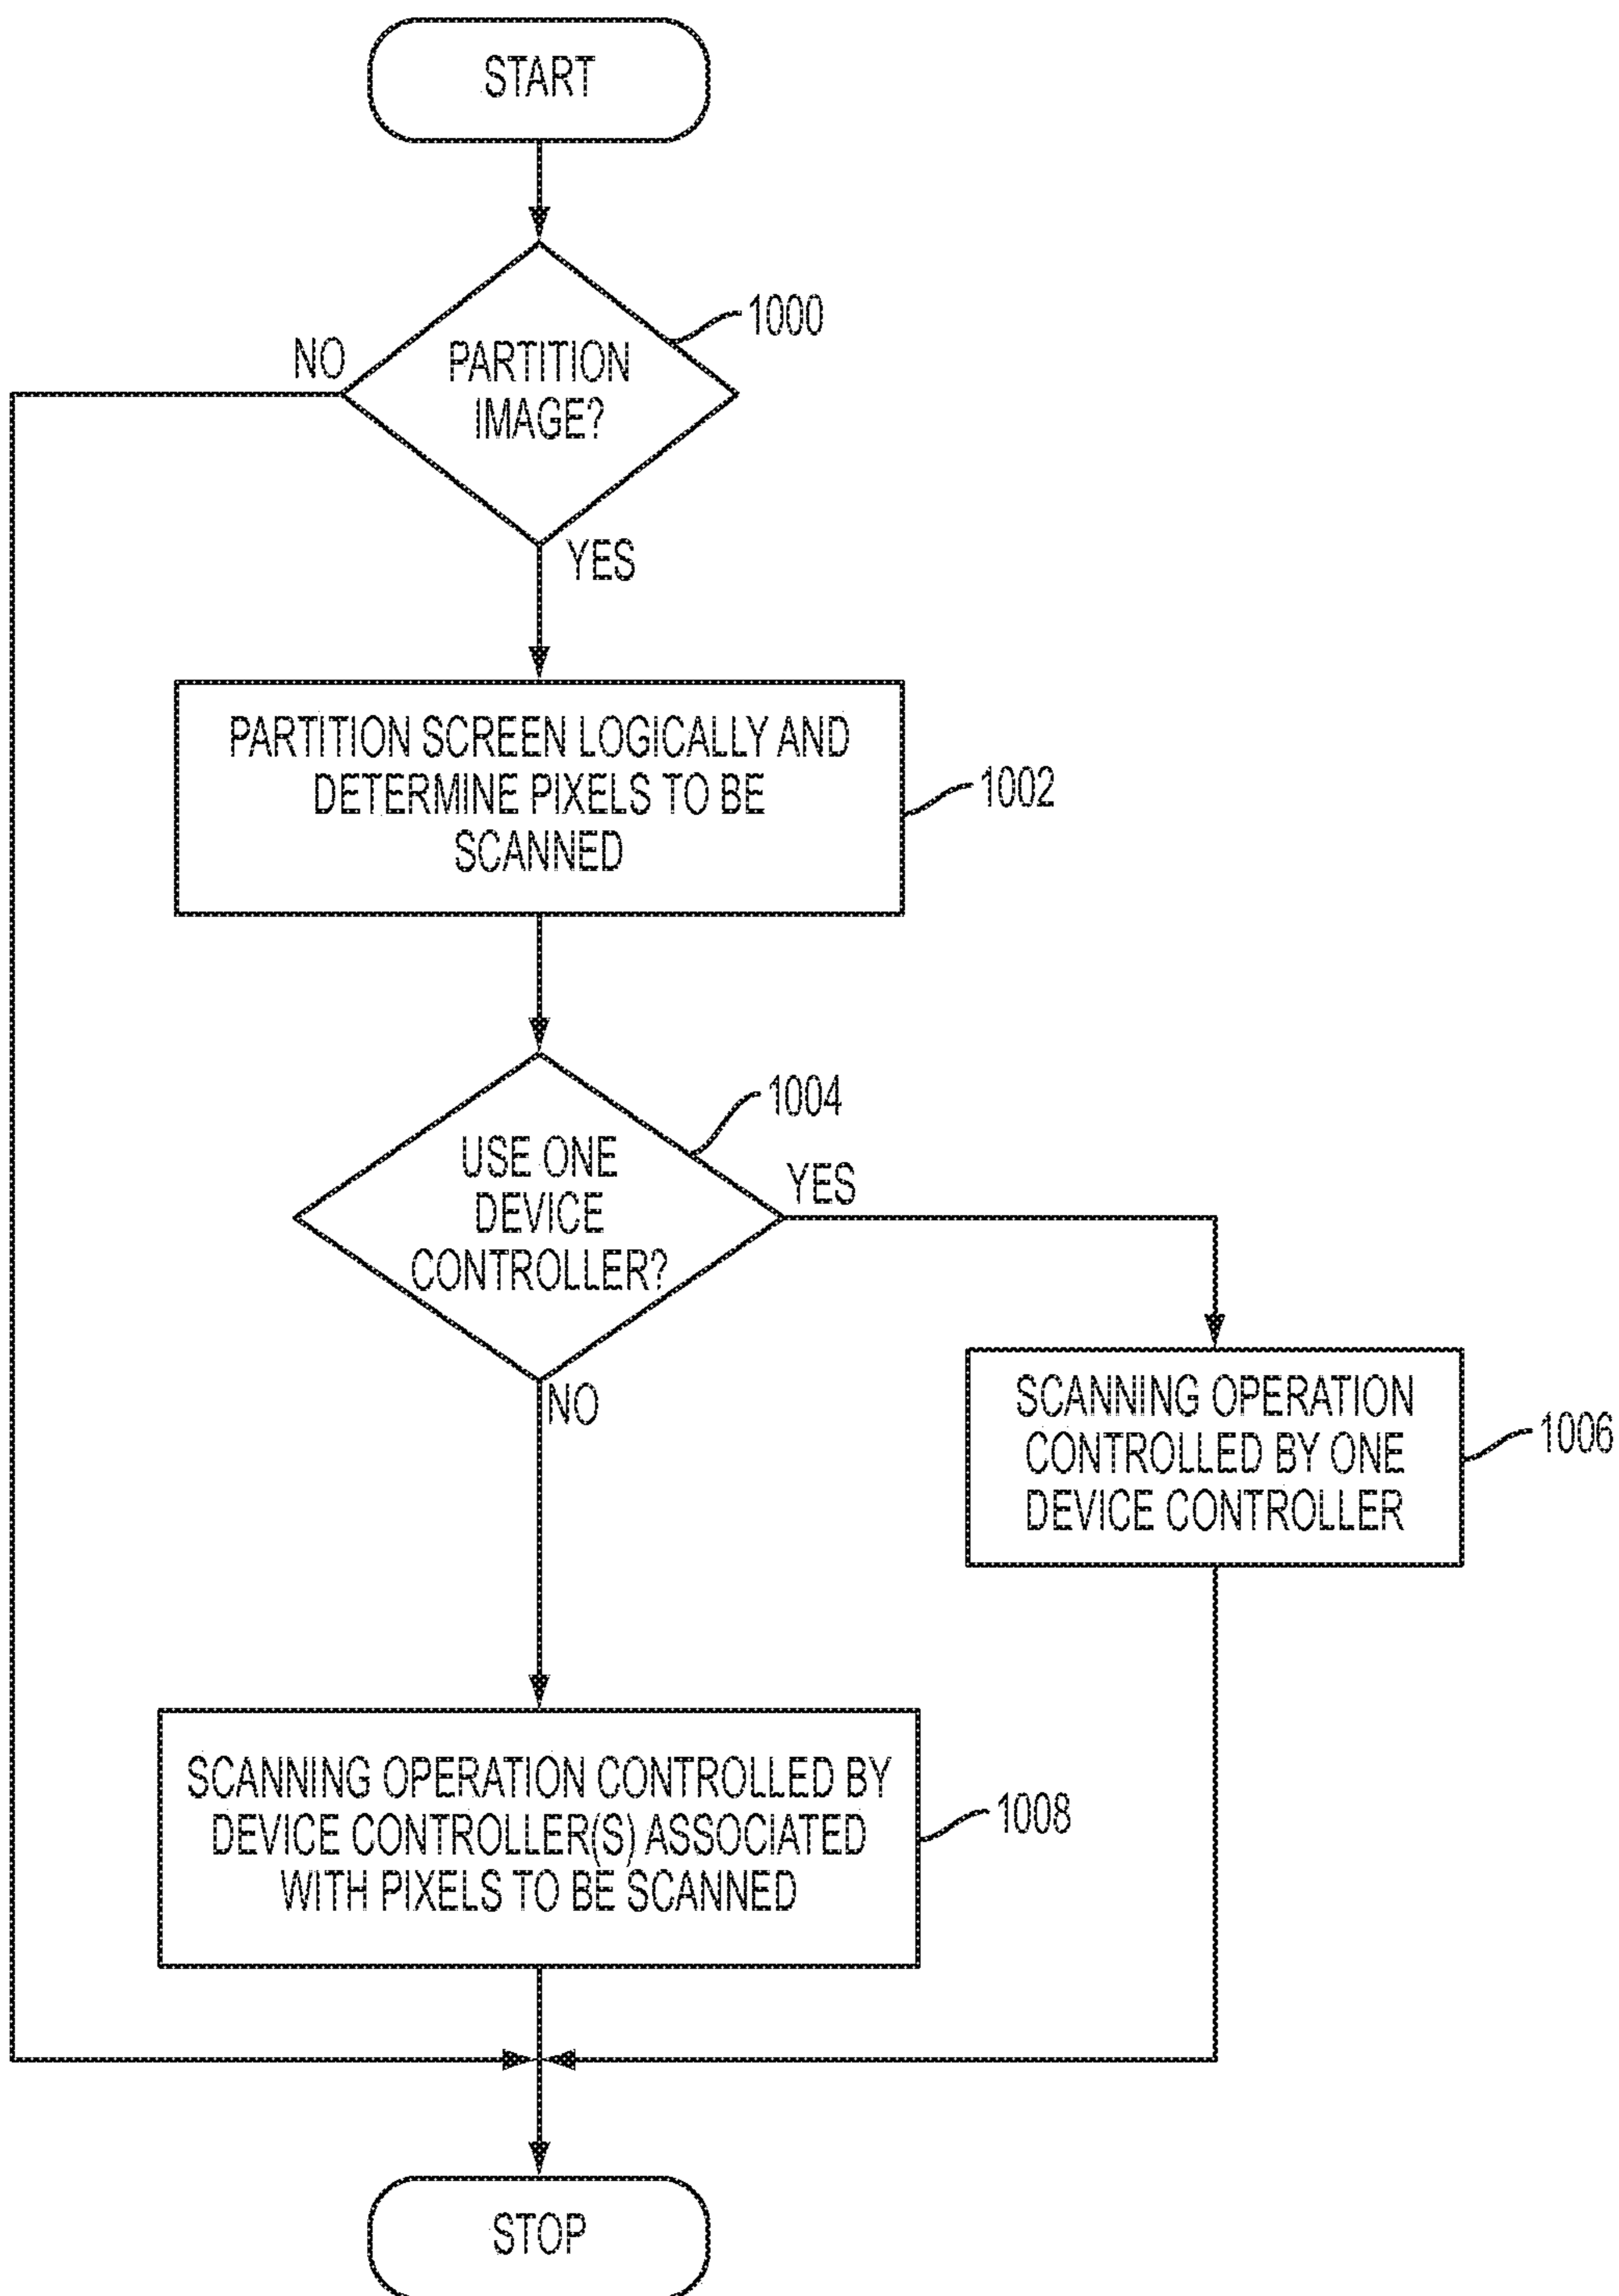 START
1000
NO
PARTITION
IMAGE?
YES
PARTITION SCREEN LOGICALLY AND
DETERMINE PIXELS TO BE
SCANNED
1002
1004
USE ONE
DEVICE
CONTROLLER?
YES
NO
SCANNING OPERATION
CONTROLLED BY ONE
DEVICE CONTROLLER
1006
SCANNING OPERATION CONTROLLED BY
DEVICE CONTROLLER(S) ASSOCIATED
WITH PIXELS TO BE SCANNED
1008
STOP